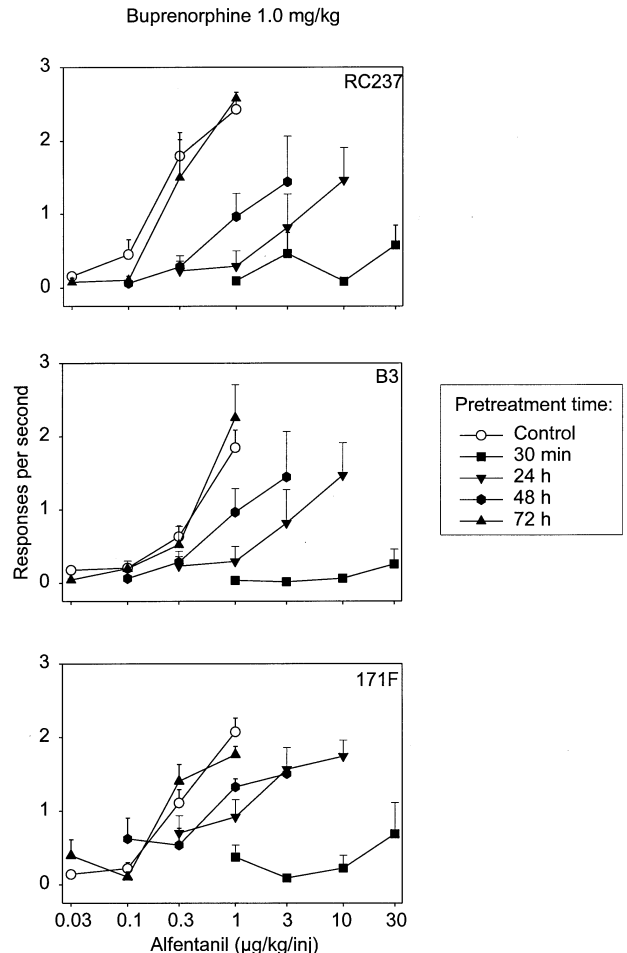 Buprenorphine 1.0 mg/kg
3
RC237
2
1
0
3
B3
2
1
0
Responses per second
Pretreatment time:
Control
30 min
24 h
48 h
72 h
3
171F
2
1
0
0.03 0.1 0.3 1 3 10 30
Alfentanil (µg/kg/inj)